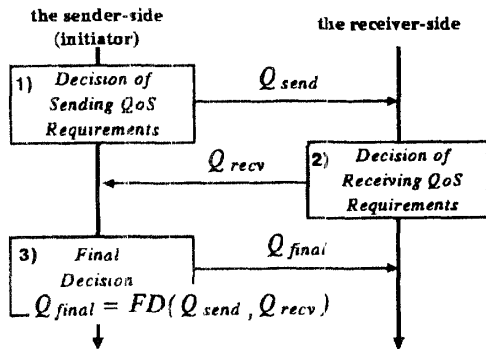 the sender-side
(initiator)
the receiver-side
1) Decision of
Sending QoS
Requirements
Q send
2) Decision of
Receiving QoS
Requirements
Q recv
3) Final
Decision
Q final = FD( Q send , Q recv )
Q final